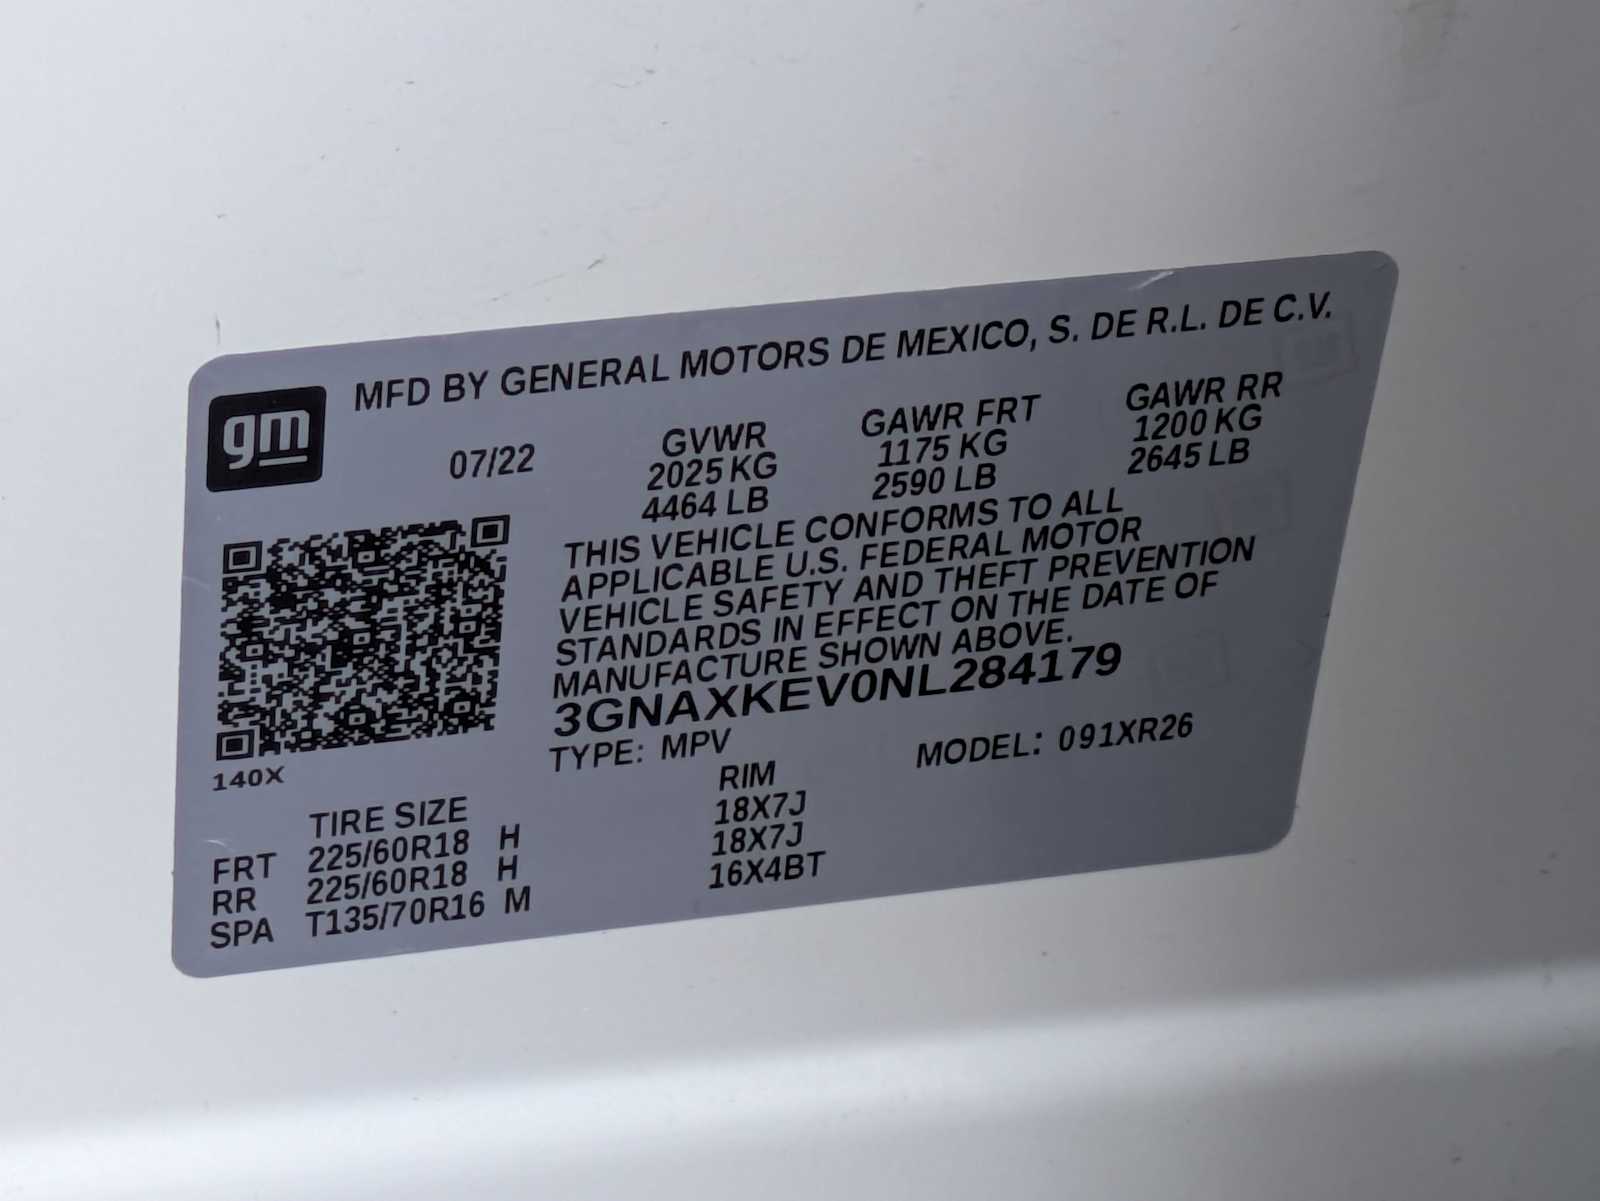 gm
MFD BY GENERAL MOTORS DE MEXICO, S. DE R.L. DE C.V.
07/22 GVWR GAWR FRT GAWR RR
2025 KG 1175 KG 1200 KG
4464 LB 2590 LB 2645 LB
THIS VEHICLE CONFORMS TO ALL
APPLICABLE U.S. FEDERAL MOTOR
VEHICLE SAFETY AND THEFT PREVENTION
STANDARDS IN EFFECT ON THE DATE OF
MANUFACTURE SHOWN ABOVE.
3GNAXKEV0NL284179
TYPE: MPV MODEL: 091XR26
140X
TIRE SIZE RIM
FRT 225/60R18 H 18X7J
RR 225/60R18 H 18X7J
SPA T135/70R16 M 16X4BT